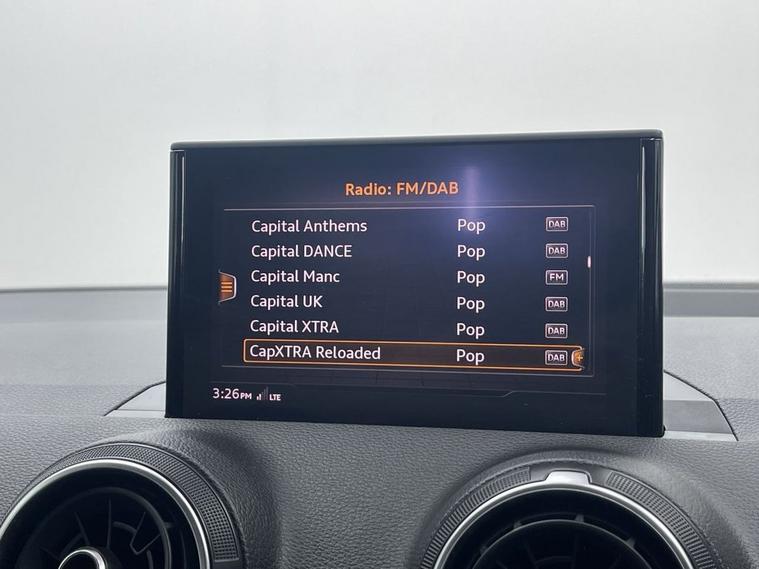 Radio: FM/DAB
Capital Anthems Pop DAB
Capital DANCE Pop DAB
Capital Manc Pop FM
Capital UK Pop DAB
Capital XTRA Pop DAB
CapXTRA Reloaded Pop DAB
3:26PM LTE